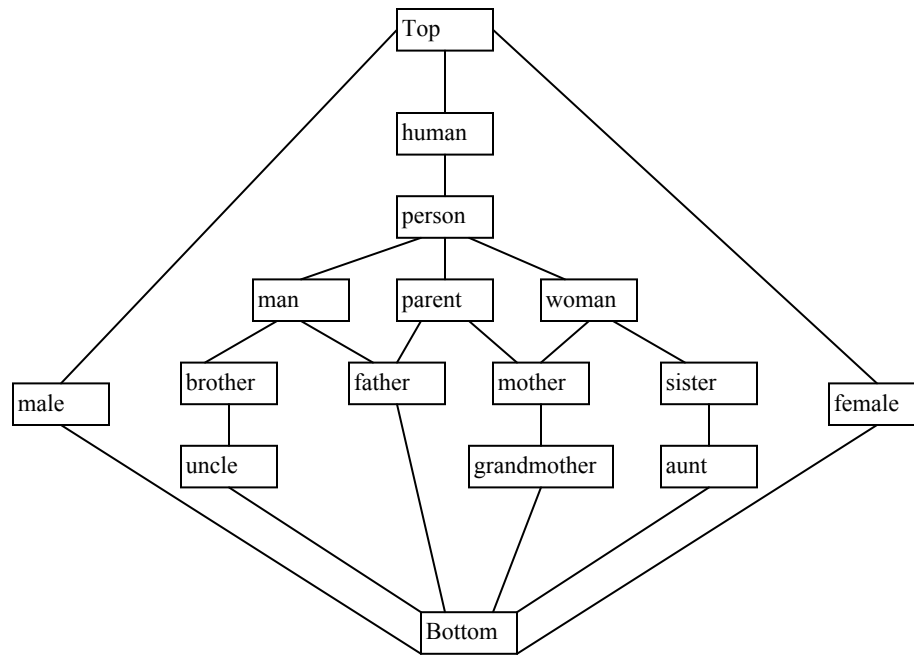 Top
human
person
man
parent
woman
male
brother
father
mother
sister
female
uncle
grandmother
aunt
Bottom